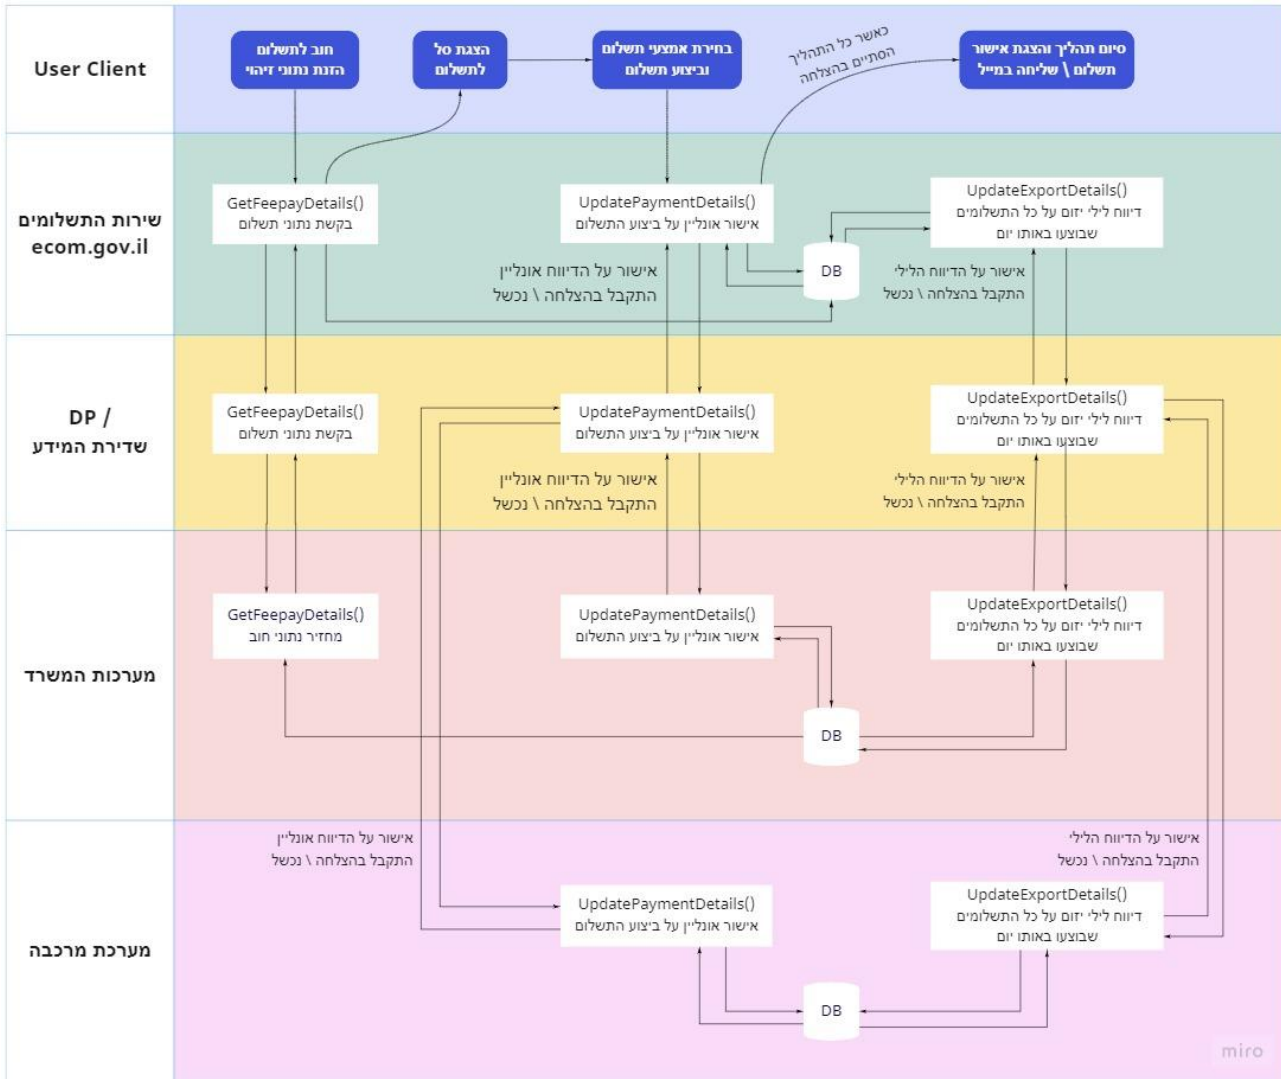 User Client
חוב לתשלום
הזנת נתוני זיהוי
הצגת סל
לתשלום
בחירת אמצעי תשלום
וביצוע תשלום
כאשר כל התהליך
הסתיים בהצלחה
סיום תהליך והצגת אישור
תשלום \ שליחה במייל
שירות התשלומים
ecom.gov.il
GetFeepayDetails()
בקשת נתוני תשלום
UpdatePaymentDetails()
אישור אונליין על ביצוע התשלום
UpdateExportDetails()
דיווח לילי יזום על כל התשלומים
שבוצעו באותו יום
DB
אישור על הדיווח אונליין
התקבל בהצלחה \ נכשל
אישור על הדיווח הלילי
התקבל בהצלחה \ נכשל
DP /
שדירת המידע
GetFeepayDetails()
בקשת נתוני תשלום
UpdatePaymentDetails()
אישור אונליין על ביצוע התשלום
UpdateExportDetails()
דיווח לילי יזום על כל התשלומים
שבוצעו באותו יום
אישור על הדיווח אונליין
התקבל בהצלחה \ נכשל
אישור על הדיווח הלילי
התקבל בהצלחה \ נכשל
מערכות המשרד
GetFeepayDetails()
מחזיר נתוני חוב
UpdatePaymentDetails()
אישור אונליין על ביצוע התשלום
UpdateExportDetails()
דיווח לילי יזום על כל התשלומים
שבוצעו באותו יום
DB
מערכת מרכבה
אישור על הדיווח אונליין
התקבל בהצלחה \ נכשל
אישור על הדיווח הלילי
התקבל בהצלחה \ נכשל
UpdatePaymentDetails()
אישור אונליין על ביצוע התשלום
UpdateExportDetails()
דיווח לילי יזום על כל התשלומים
שבוצעו באותו יום
DB
miro